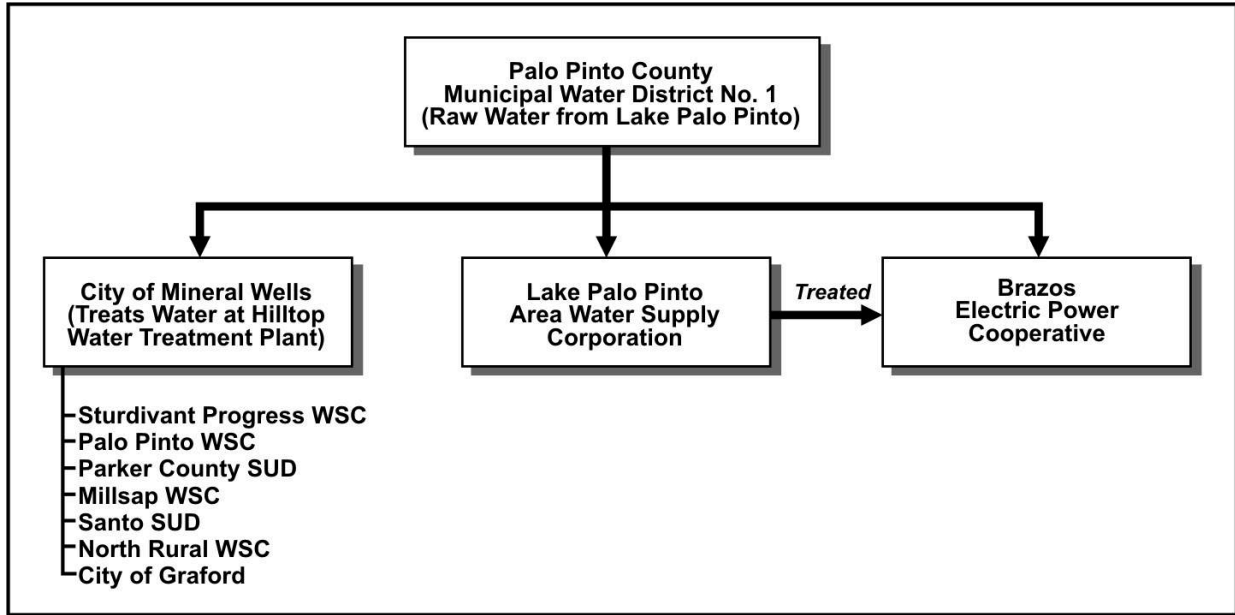 Palo Pinto County
Municipal Water District No. 1
(Raw Water from Lake Palo Pinto)
City of Mineral Wells
(Treats Water at Hilltop
Water Treatment Plant)
Lake Palo Pinto
Area Water Supply
Corporation
Treated
Brazos
Electric Power
Cooperative
Sturdivant Progress WSC
Palo Pinto WSC
Parker County SUD
Millsap WSC
Santo SUD
North Rural WSC
City of Graford